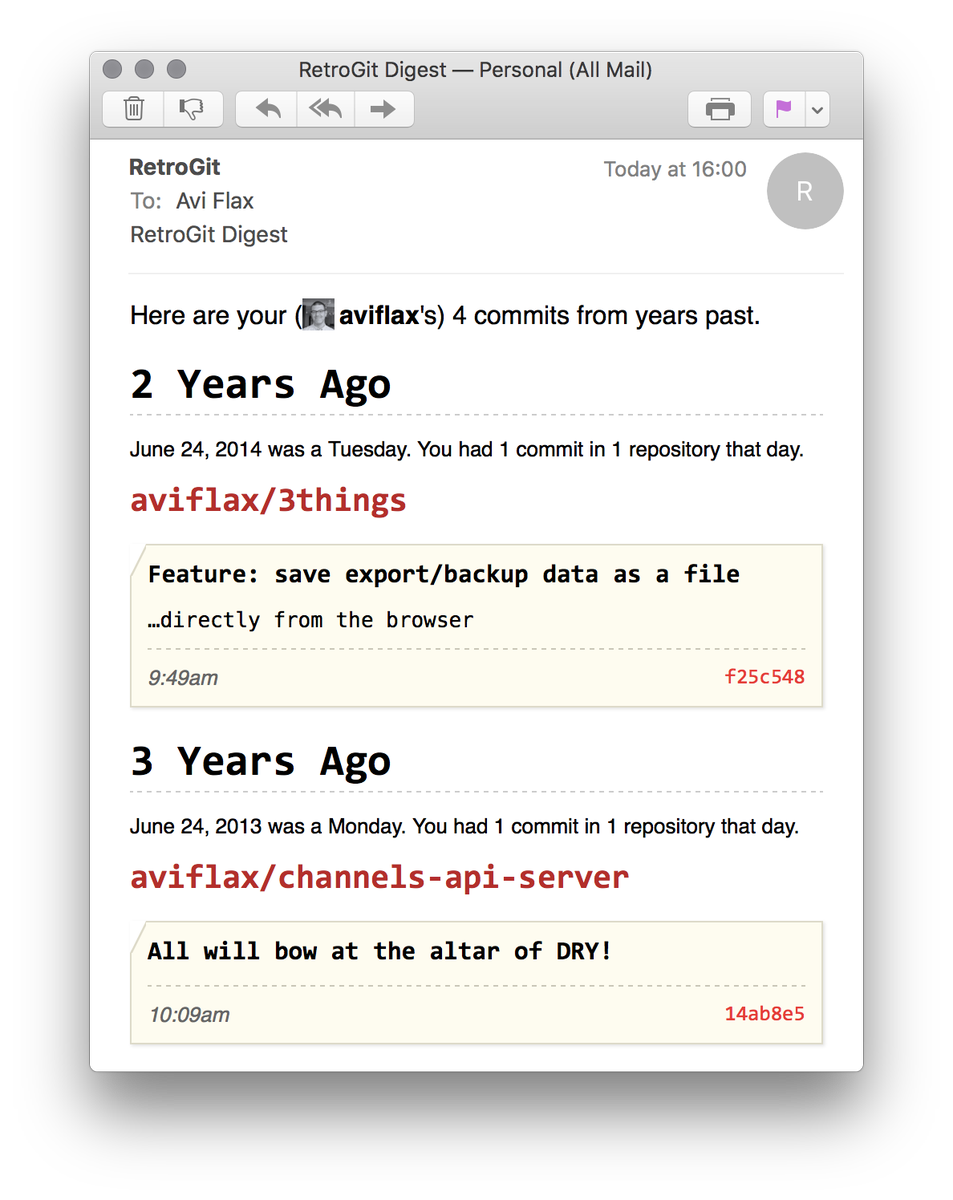 RetroGit Digest — Personal (All Mail)
RetroGit
Today at 16:00
R
To: Avi Flax
RetroGit Digest
Here are your (aviflax's) 4 commits from years past.
2 Years Ago
June 24, 2014 was a Tuesday. You had 1 commit in 1 repository that day.
aviflax/3things
Feature: save export/backup data as a file
…directly from the browser
9:49am f25c548
3 Years Ago
June 24, 2013 was a Monday. You had 1 commit in 1 repository that day.
aviflax/channels-api-server
All will bow at the altar of DRY!
10:09am 14ab8e5